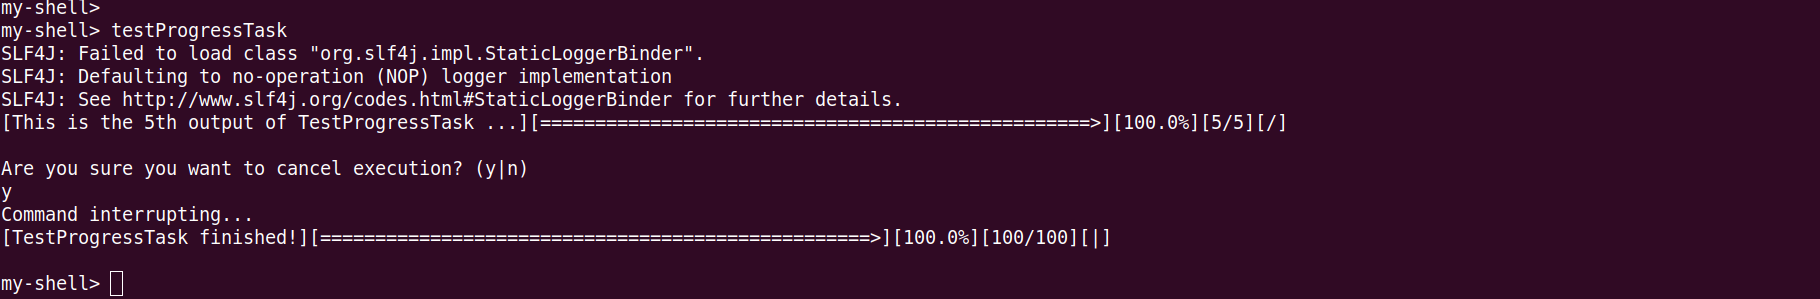 my-shell>
my-shell> testProgressTask
SLF4J: Failed to load class "org.slf4j.impl.StaticLoggerBinder".
SLF4J: Defaulting to no-operation (NOP) logger implementation
SLF4J: See http://www.slf4j.org/codes.html#StaticLoggerBinder for further details.
[This is the 5th output of TestProgressTask ...][==================================================>][100.0%][5/5][/]
Are you sure you want to cancel execution? (y|n)
y
Command interrupting...
[TestProgressTask finished!][==================================================>][100.0%][100/100][|]
my-shell>